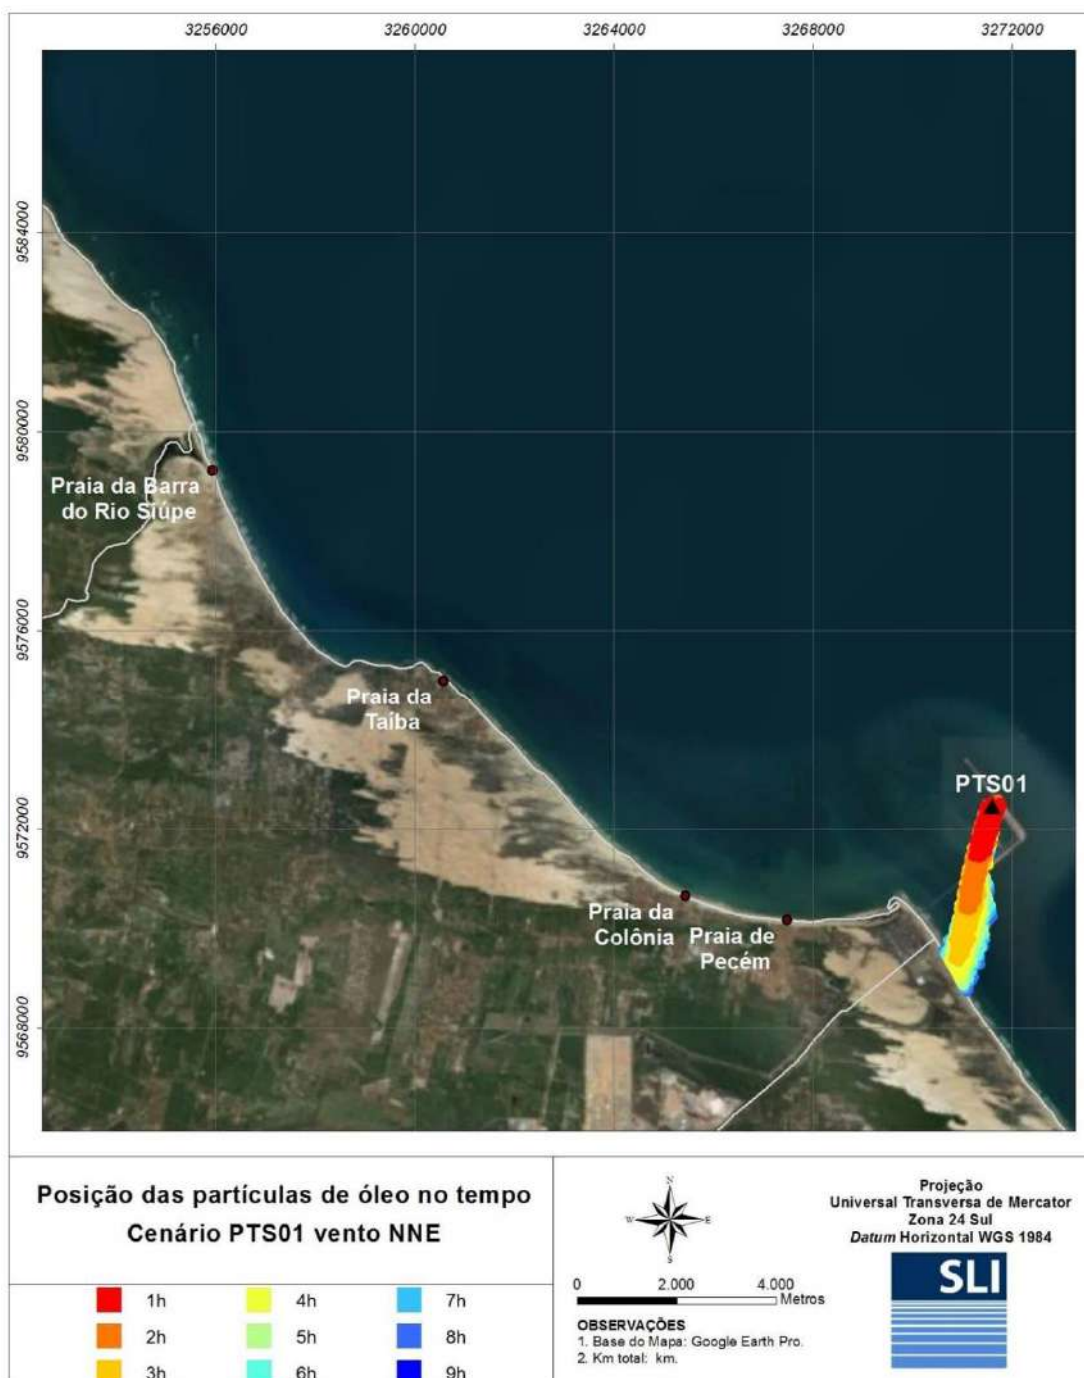 3256000 3260000 3264000 3268000 3272000
9584000
9580000
9576000
9572000
9568000
Praia da Barra
do Rio Siúpe
Praia da
Taíba
PTS01
Praia da
Colônia
Praia de
Pecém
Posição das partículas de óleo no tempo
Cenário PTS01 vento NNE
1h 4h 7h
2h 5h 8h
3h 6h 9h
N
W E
S
0 2.000 4.000
Metros
OBSERVAÇÕES
1. Base do Mapa: Google Earth Pro.
2. Km total: km.
Projeção
Universal Transversa de Mercator
Zona 24 Sul
Datum Horizontal WGS 1984
SLI